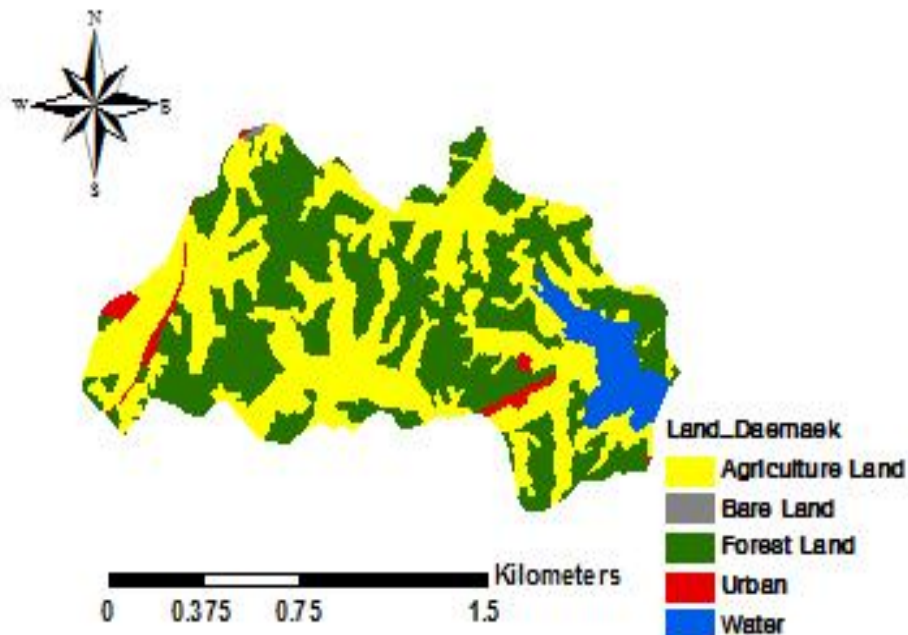 N
W E
S
Land_Daemaek
Agriculture Land
Bare Land
Forest Land
Urban
Water
Kilometers
0 0.375 0.75 1.5